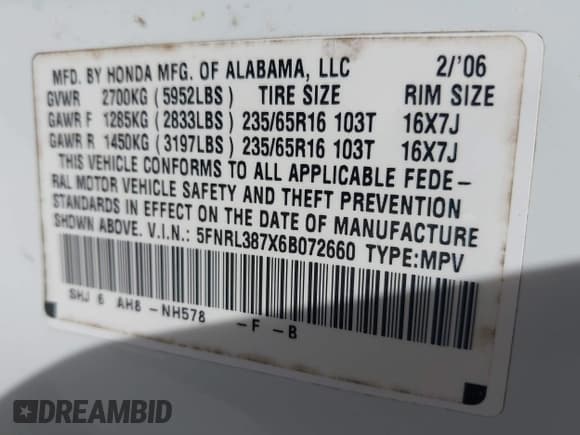 MFD. BY HONDA MFG. OF ALABAMA, LLC 2/'06
GVWR 2700KG (5952LBS) TIRE SIZE RIM SIZE
GAWR F 1285KG (2833LBS) 235/65R16 103T 16X7J
GAWR R 1450KG (3197LBS) 235/65R16 103T 16X7J
THIS VEHICLE CONFORMS TO ALL APPLICABLE FEDE-
RAL MOTOR VEHICLE SAFETY AND THEFT PREVENTION
STANDARDS IN EFFECT ON THE DATE OF MANUFACTURE
SHOWN ABOVE. V.I.N.: 5FNRL387X6B072660 TYPE:MPV
SHJ 6 AH8 -NH578 -F -B
DREAMBID